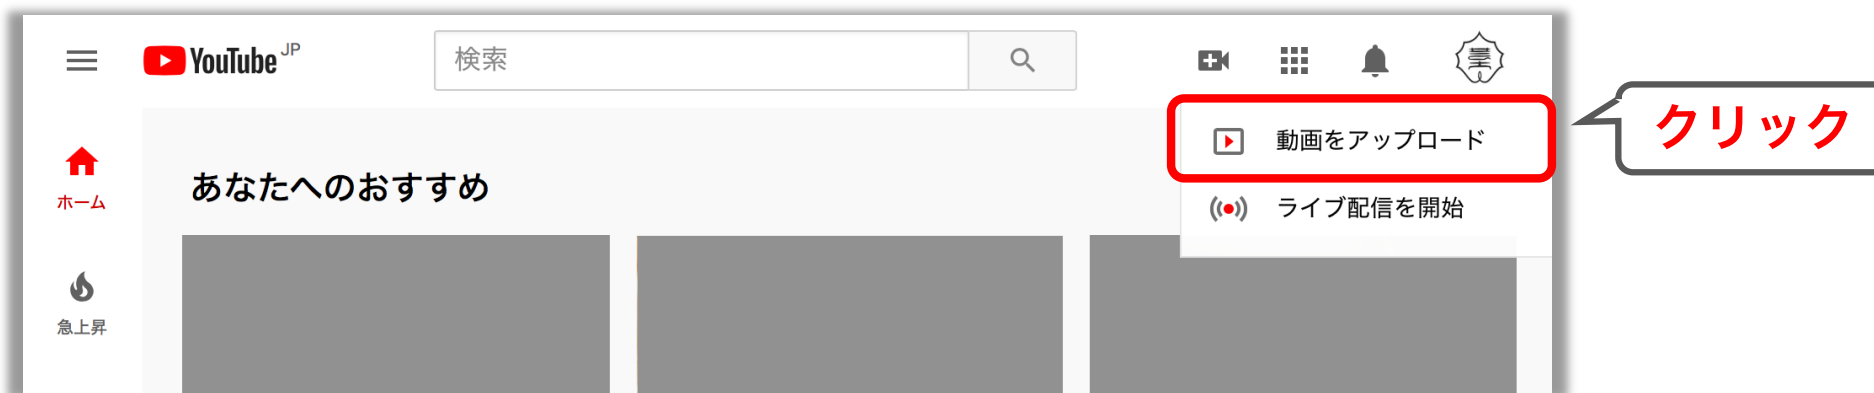 YouTube JP
検索
動画をアップロード
クリック
ホーム
あなたへのおすすめ
ライブ配信を開始
急上昇